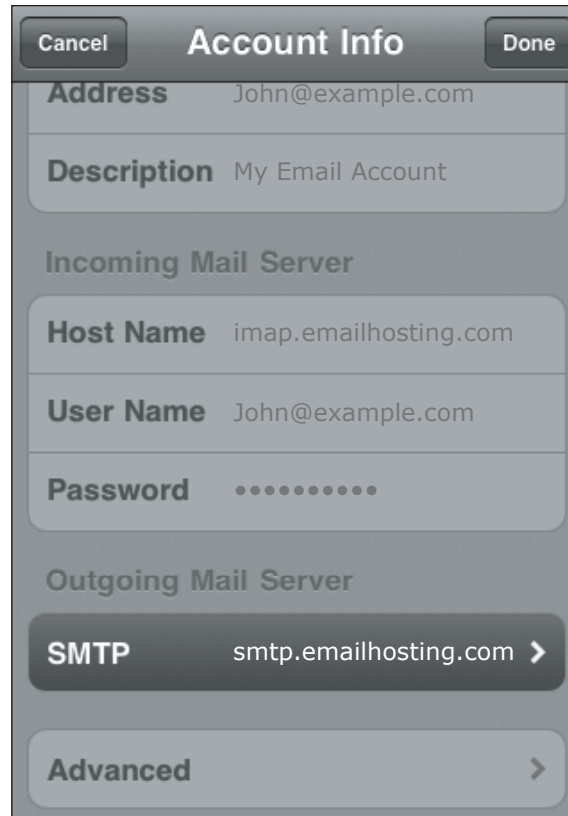 Cancel Account Info Done
Address John@example.com
Description My Email Account
Incoming Mail Server
Host Name imap.emailhosting.com
User Name John@example.com
Password ••••••••••
Outgoing Mail Server
SMTP smtp.emailhosting.com
Advanced